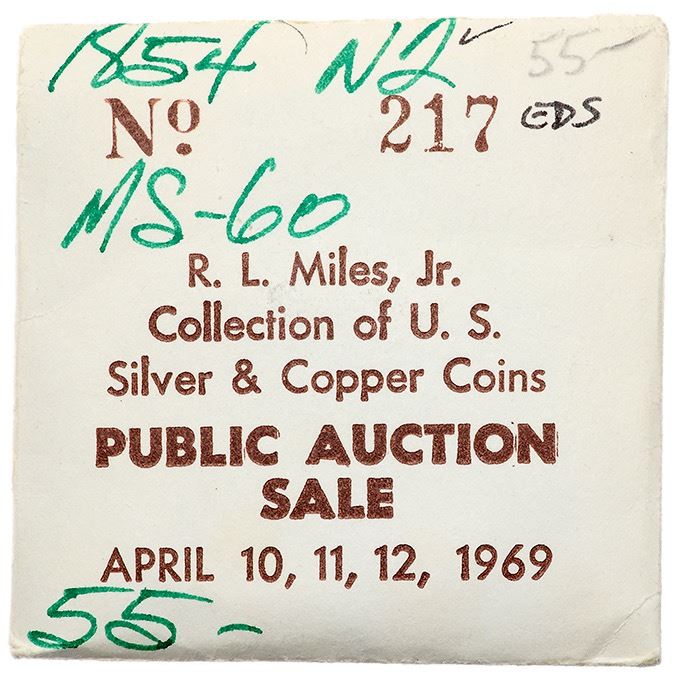 1854 N2✓ 55-
Nº 217 EDS
MS-60
R. L. Miles, Jr.
Collection of U. S.
Silver & Copper Coins
PUBLIC AUCTION
SALE
APRIL 10, 11, 12, 1969
55-